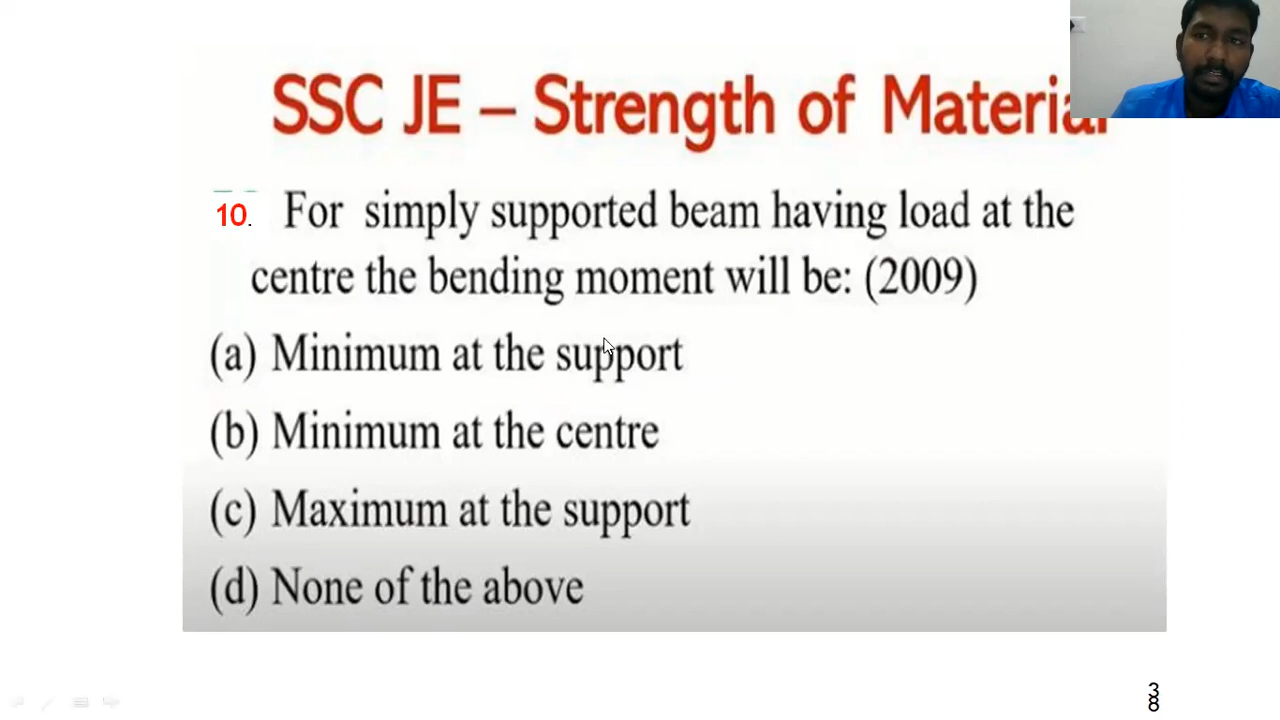 SSC JE – Strength of Material
10. For simply supported beam having load at the
centre the bending moment will be: (2009)
(a) Minimum at the support
(b) Minimum at the centre
(c) Maximum at the support
(d) None of the above
3
8